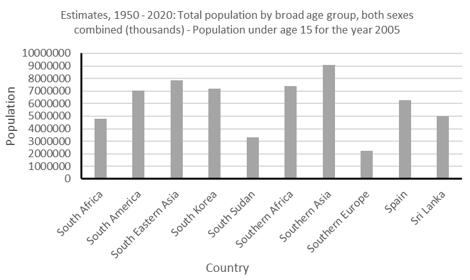 Estimates, 1950 - 2020: Total population by broad age group, both sexes
combined (thousands) - Population under age 15 for the year 2005
10000000
9000000
8000000
7000000
6000000
5000000
4000000
3000000
2000000
1000000
0
Population
South Africa
South America
South Eastern Asia
South Korea
South Sudan
Southern Africa
Southern Asia
Southern Europe
Spain
Sri Lanka
Country